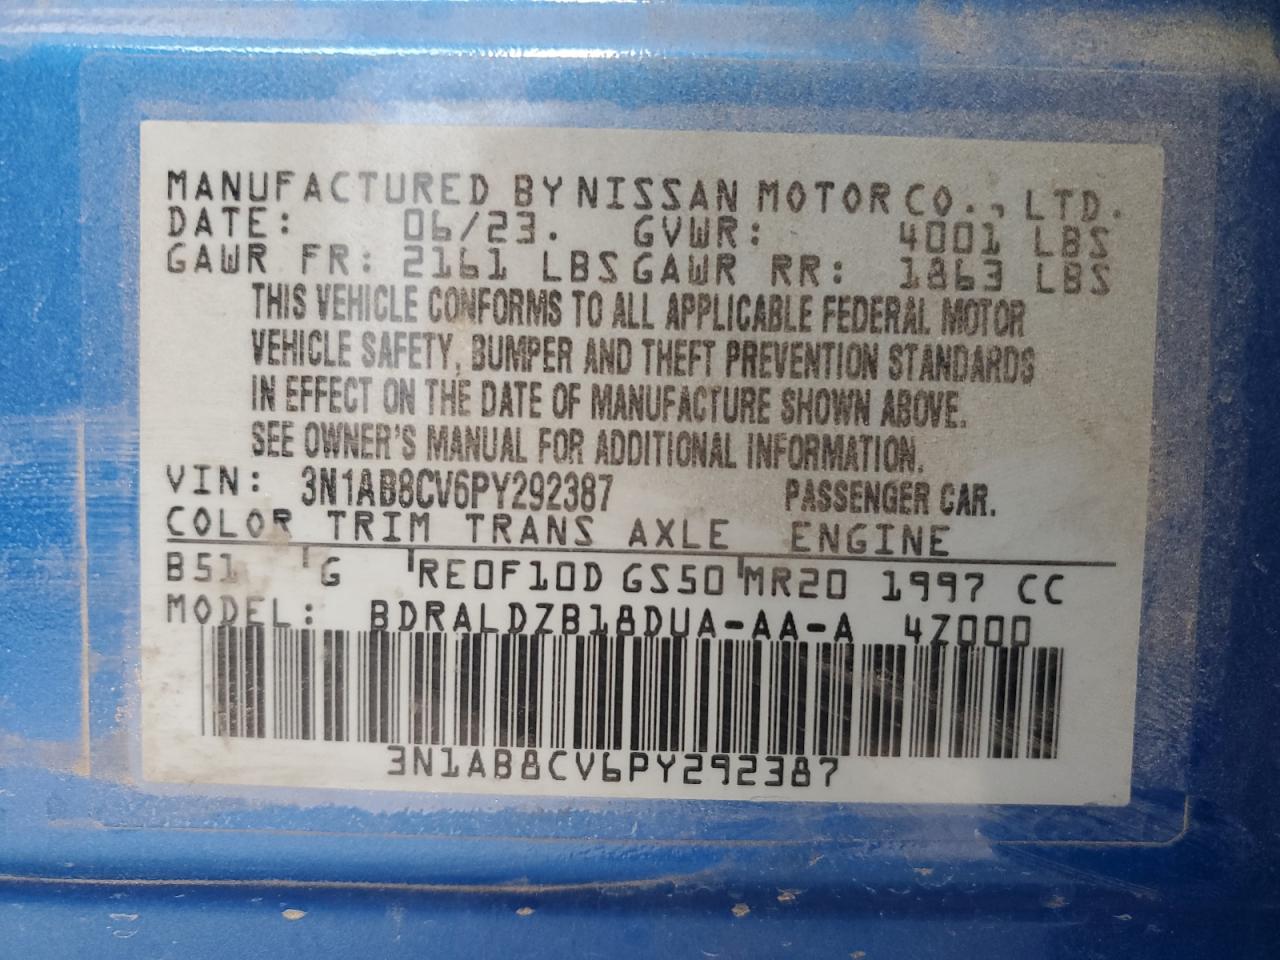 MANUFACTURED BY NISSAN MOTOR CO., LTD.
DATE: 06/23. GVWR: 4001 LBS
GAWR FR: 2161 LBS GAWR RR: 1863 LBS
THIS VEHICLE CONFORMS TO ALL APPLICABLE FEDERAL MOTOR
VEHICLE SAFETY, BUMPER AND THEFT PREVENTION STANDARDS
IN EFFECT ON THE DATE OF MANUFACTURE SHOWN ABOVE.
SEE OWNER'S MANUAL FOR ADDITIONAL INFORMATION.
VIN: 3N1AB8CV6PY292387 PASSENGER CAR.
COLOR TRIM TRANS AXLE ENGINE
B51 G RE0F10D GS50 MR20 1997 CC
MODEL: BDRALDZB18DUA-AA-A 4Z000
3N1AB8CV6PY292387